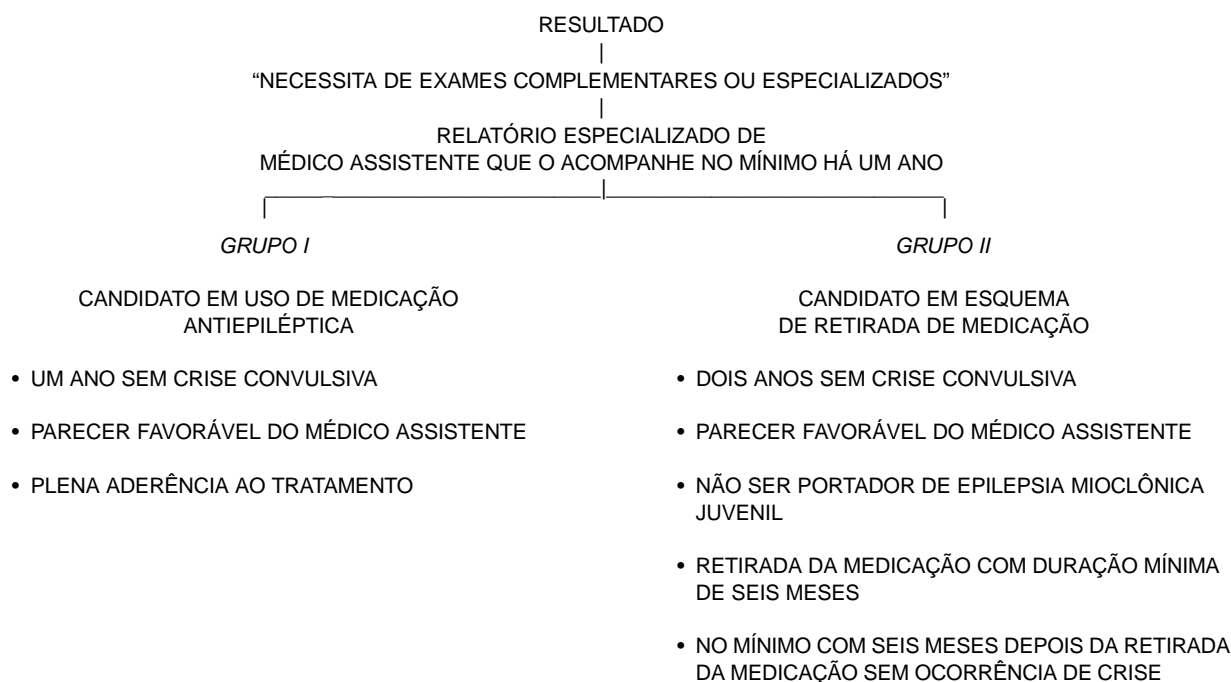 RESULTADO
“NECESSITA DE EXAMES COMPLEMENTARES OU ESPECIALIZADOS”
RELATÓRIO ESPECIALIZADO DE
MÉDICO ASSISTENTE QUE O ACOMPANHE NO MÍNIMO HÁ UM ANO
GRUPO I
CANDIDATO EM USO DE MEDICAÇÃO
ANTIEPILÉPTICA
• UM ANO SEM CRISE CONVULSIVA
• PARECER FAVORÁVEL DO MÉDICO ASSISTENTE
• PLENA ADERÊNCIA AO TRATAMENTO
GRUPO II
CANDIDATO EM ESQUEMA
DE RETIRADA DE MEDICAÇÃO
• DOIS ANOS SEM CRISE CONVULSIVA
• PARECER FAVORÁVEL DO MÉDICO ASSISTENTE
• NÃO SER PORTADOR DE EPILEPSIA MIOCLÔNICA
JUVENIL
• RETIRADA DA MEDICAÇÃO COM DURAÇÃO MÍNIMA
DE SEIS MESES
• NO MÍNIMO COM SEIS MESES DEPOIS DA RETIRADA
DA MEDICAÇÃO SEM OCORRÊNCIA DE CRISE